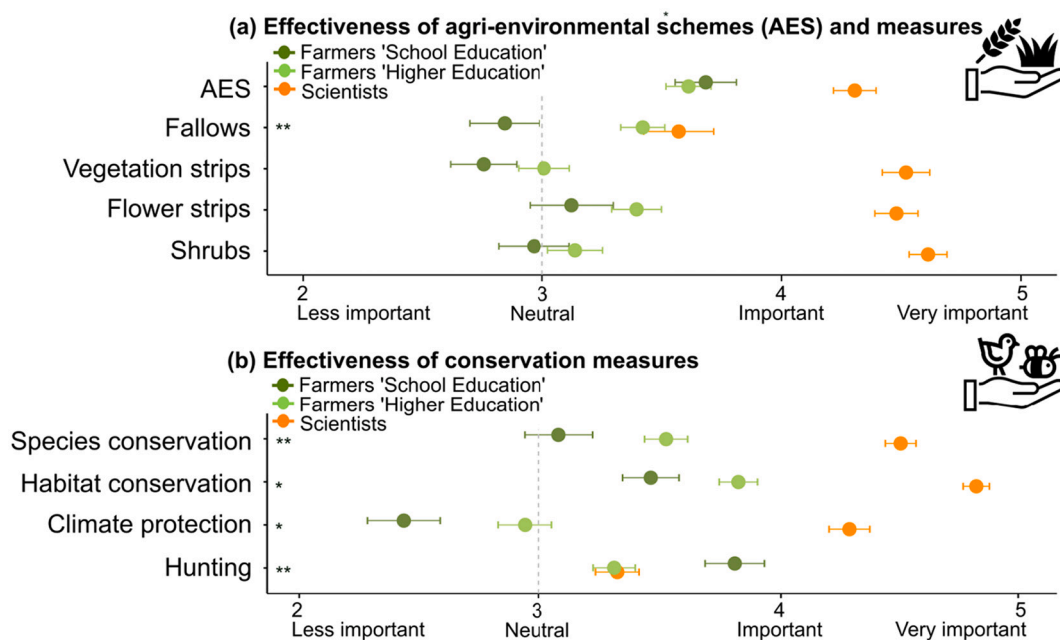 (a) Effectiveness of agri-environmental schemes (AES) and measures
*
Farmers 'School Education'
Farmers 'Higher Education'
Scientists
AES
Fallows **
Vegetation strips
Flower strips
Shrubs
2 3 4 5
Less important Neutral Important Very important
(b) Effectiveness of conservation measures
Farmers 'School Education'
Farmers 'Higher Education'
Scientists
Species conservation **
Habitat conservation *
Climate protection *
Hunting **
2 3 4 5
Less important Neutral Important Very important